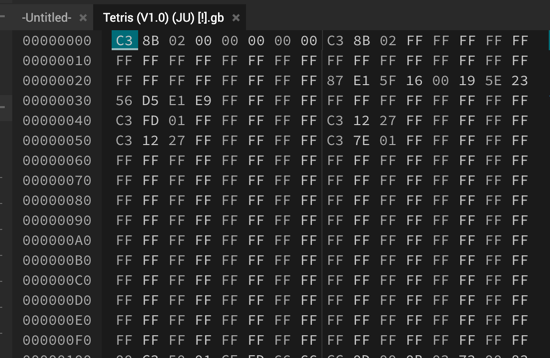 -Untitled- × Tetris (V1.0) (JU) [!].gb ×
00000000 C3 8B 02 00 00 00 00 00 C3 8B 02 FF FF FF FF FF
00000010 FF FF FF FF FF FF FF FF FF FF FF FF FF FF FF FF
00000020 FF FF FF FF FF FF FF FF 87 E1 5F 16 00 19 5E 23
00000030 56 D5 E1 E9 FF FF FF FF FF FF FF FF FF FF FF FF
00000040 C3 FD 01 FF FF FF FF FF C3 12 27 FF FF FF FF FF
00000050 C3 12 27 FF FF FF FF FF C3 7E 01 FF FF FF FF FF
00000060 FF FF FF FF FF FF FF FF FF FF FF FF FF FF FF FF
00000070 FF FF FF FF FF FF FF FF FF FF FF FF FF FF FF FF
00000080 FF FF FF FF FF FF FF FF FF FF FF FF FF FF FF FF
00000090 FF FF FF FF FF FF FF FF FF FF FF FF FF FF FF FF
000000A0 FF FF FF FF FF FF FF FF FF FF FF FF FF FF FF FF
000000B0 FF FF FF FF FF FF FF FF FF FF FF FF FF FF FF FF
000000C0 FF FF FF FF FF FF FF FF FF FF FF FF FF FF FF FF
000000D0 FF FF FF FF FF FF FF FF FF FF FF FF FF FF FF FF
000000E0 FF FF FF FF FF FF FF FF FF FF FF FF FF FF FF FF
000000F0 FF FF FF FF FF FF FF FF FF FF FF FF FF FF FF FF